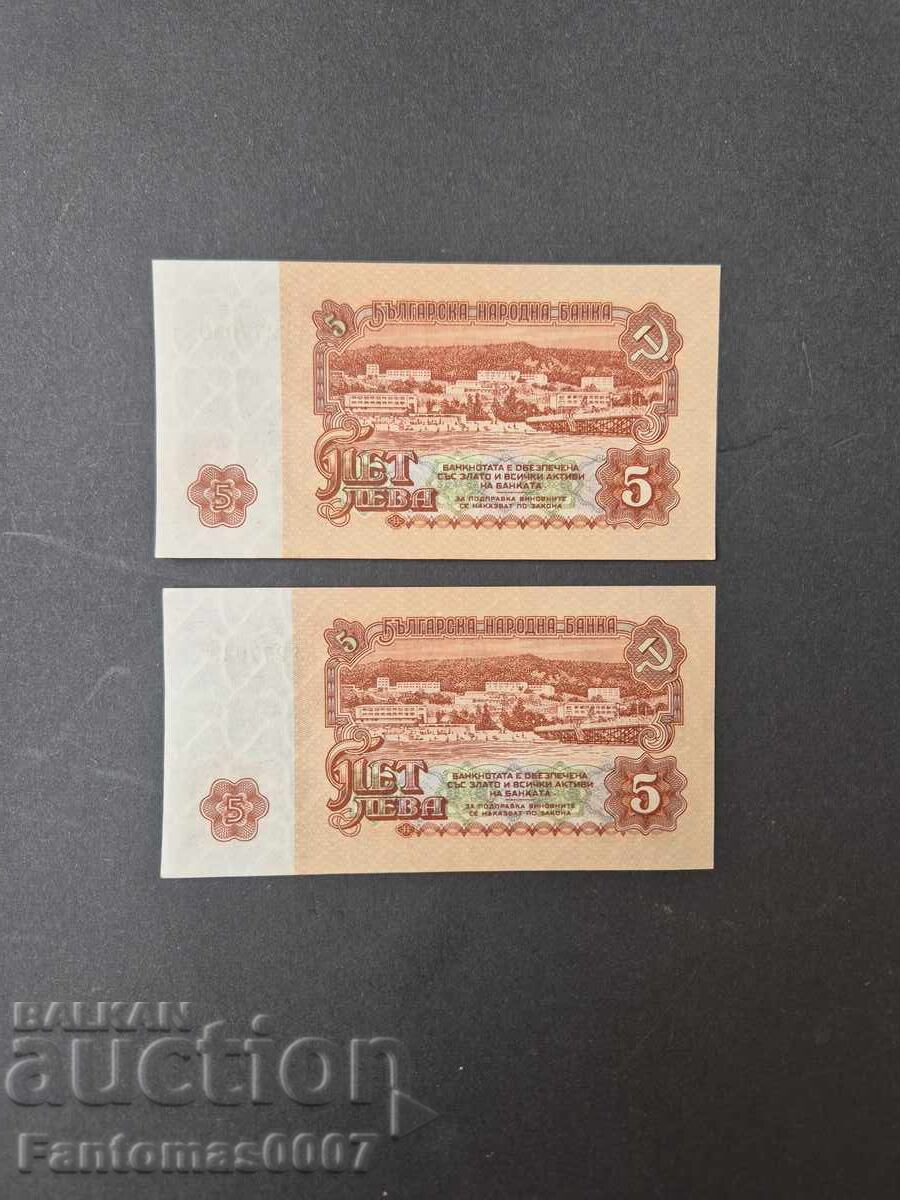 5 БЪЛГАРСКА НАРОДНА БАНКА
ПЕТ
ЛЕВА
БАНКНОТАТА Е ОБЕЗПЕЧЕНА
СЪС ЗЛАТО И ВСИЧКИ АКТИВИ
НА БАНКАТА
ЗА ПОДПРАВКА ВИНОВНИТЕ
СЕ НАКАЗВАТ ПО ЗАКОНА
5
5
5 БЪЛГАРСКА НАРОДНА БАНКА
ПЕТ
ЛЕВА
БАНКНОТАТА Е ОБЕЗПЕЧЕНА
СЪС ЗЛАТО И ВСИЧКИ АКТИВИ
НА БАНКАТА
ЗА ПОДПРАВКА ВИНОВНИТЕ
СЕ НАКАЗВАТ ПО ЗАКОНА
5
5
BALKAN
auction
Fantomas0007